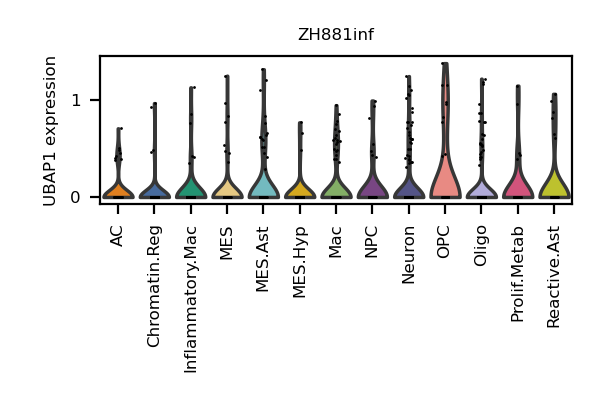 ZH881inf
UBAP1 expression
1
0
AC
Chromatin.Reg
Inflammatory.Mac
MES
MES.Ast
MES.Hyp
Mac
NPC
Neuron
OPC
Oligo
Prolif.Metab
Reactive.Ast